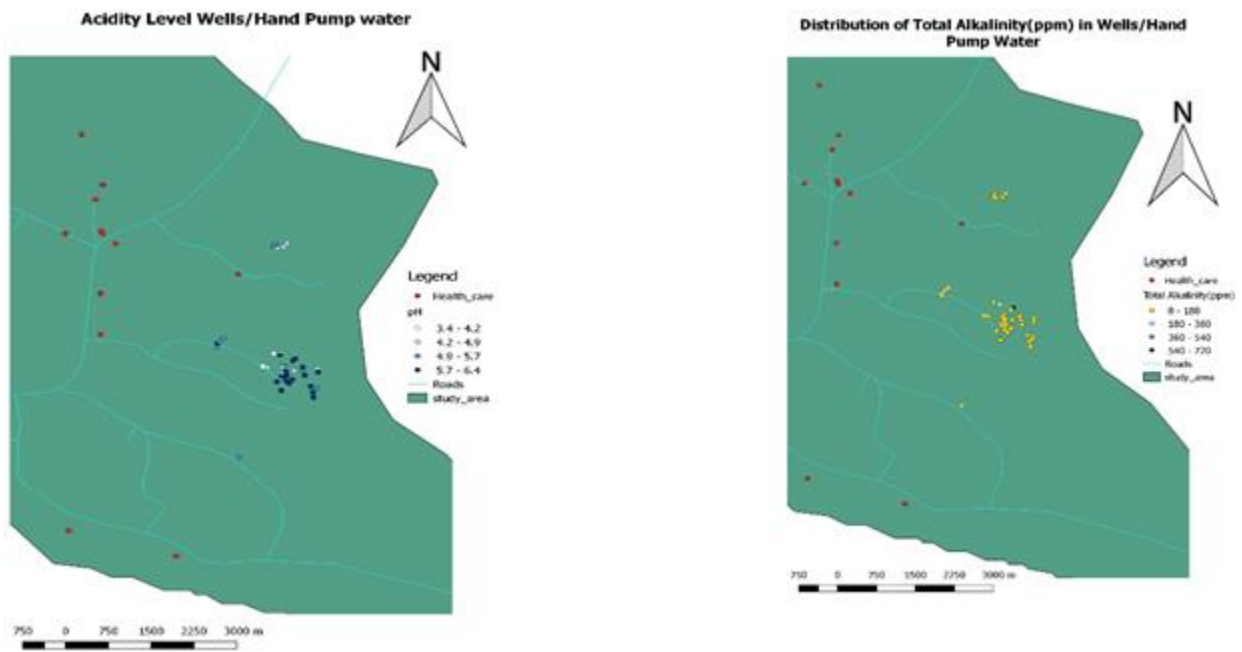 Acidity Level Wells/Hand Pump water
N
Legend
Health_care
pH
3.4 - 4.2
4.2 - 4.9
4.9 - 5.7
5.7 - 6.4
Roads
study_area
750 0 750 1500 2250 3000 m
Distribution of Total Alkalinity(ppm) in Wells/Hand
Pump Water
N
Legend
Health_care
Total Alkalinity(ppm)
8 - 180
180 - 360
360 - 540
540 - 720
Roads
study_area
750 0 750 1500 2250 3000 m